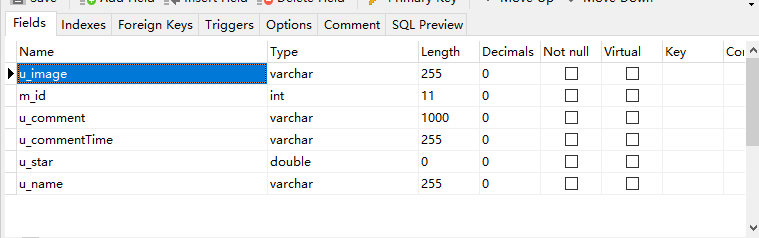 Save Add Field Insert Field Delete Field Primary Key Move Up Move Down
Fields Indexes Foreign Keys Triggers Options Comment SQL Preview
Name Type Length Decimals Not null Virtual Key
u_image varchar 255 0
m_id int 11 0
u_comment varchar 1000 0
u_commentTime varchar 255 0
u_star double 0 0
u_name varchar 255 0